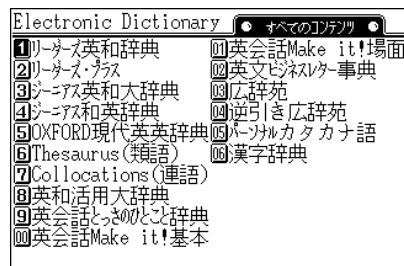 Electronic Dictionary すべてのコンテンツ
1リーダーズ英和辞典
2リーダーズ・プラス
3ジーニアス英和大辞典
4ジーニアス和英辞典
5OXFORD現代英英辞典
6Thesaurus(類語)
7Collocations(連語)
8英和活用大辞典
9英会話とっさのひとこと辞典
00英会話Make it!基本
01英会話Make it!場面
02英文ビジネスレター事典
03広辞苑
04逆引き広辞苑
05パーソナルカタカナ語
06漢字辞典